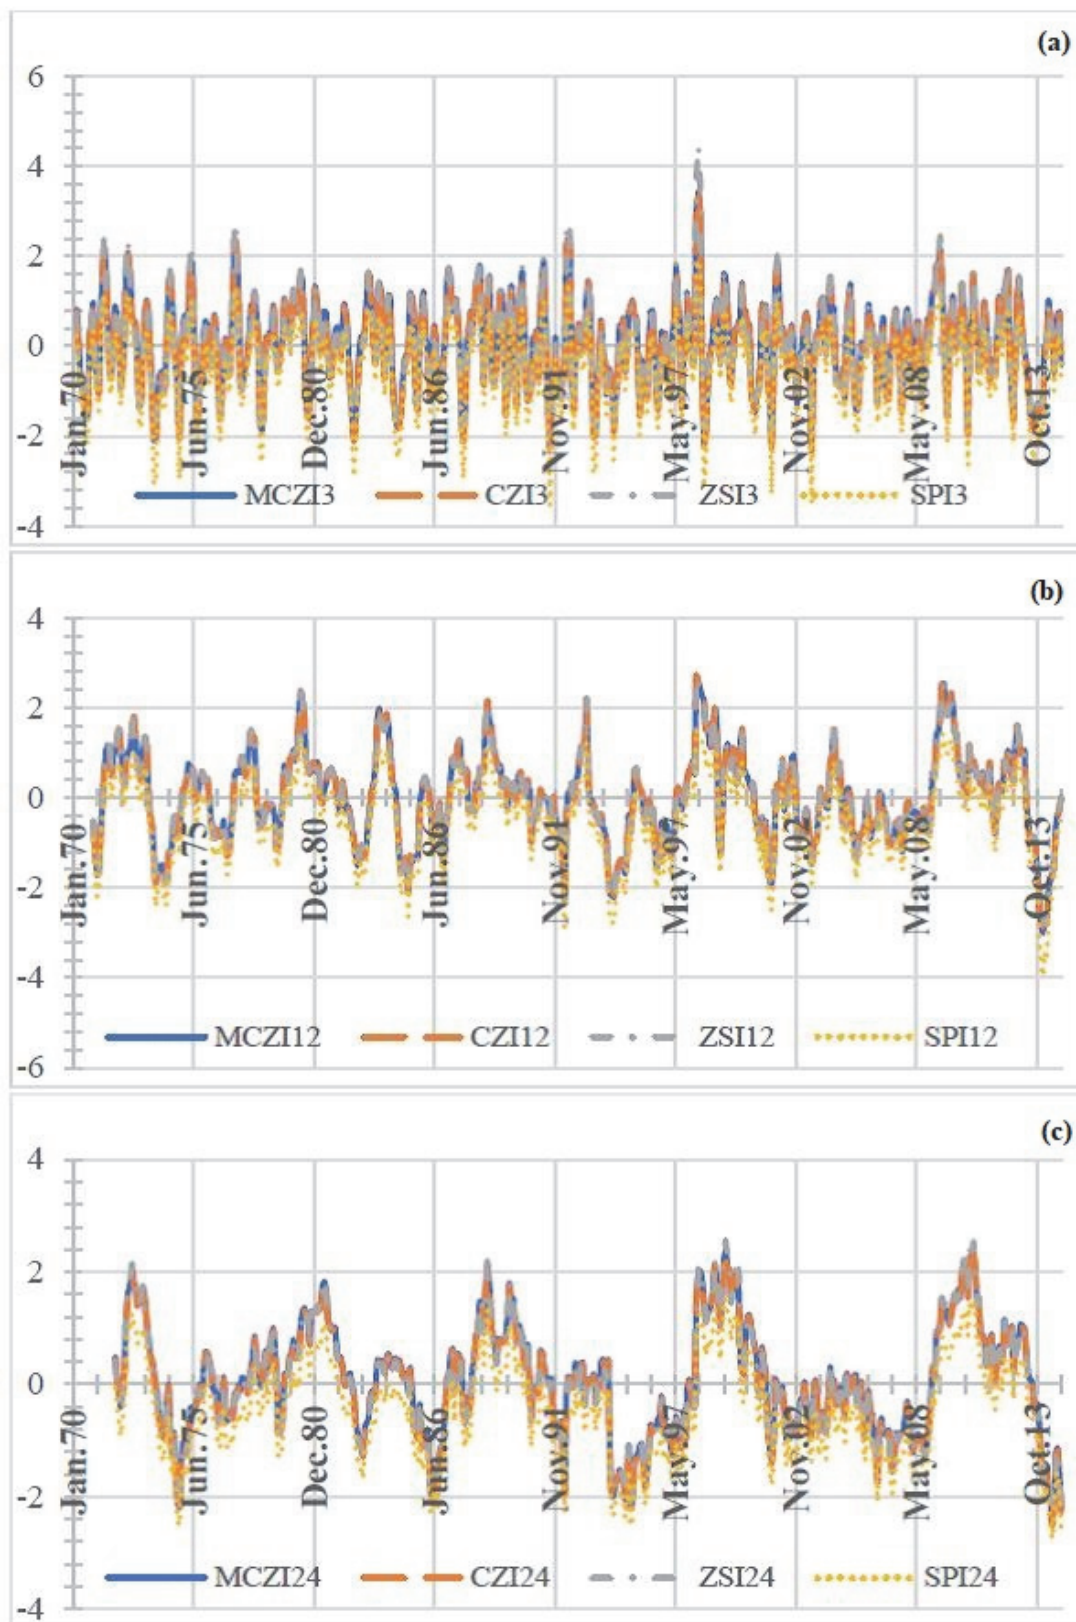 (a)
6
4
2
0
-2
-4
Jan.70 Jun.75 Dec.80 Jun.86 Nov.91 May.97 Nov.02 May.08 Oct.13
MCZI3 CZI3 ZSI3 SPI3
(b)
4
2
0
-2
-4
-6
Jan.70 Jun.75 Dec.80 Jun.86 Nov.91 May.97 Nov.02 May.08 Oct.13
MCZI12 CZI12 ZSI12 SPI12
(c)
4
2
0
-2
-4
Jan.70 Jun.75 Dec.80 Jun.86 Nov.91 May.97 Nov.02 May.08 Oct.13
MCZI24 CZI24 ZSI24 SPI24